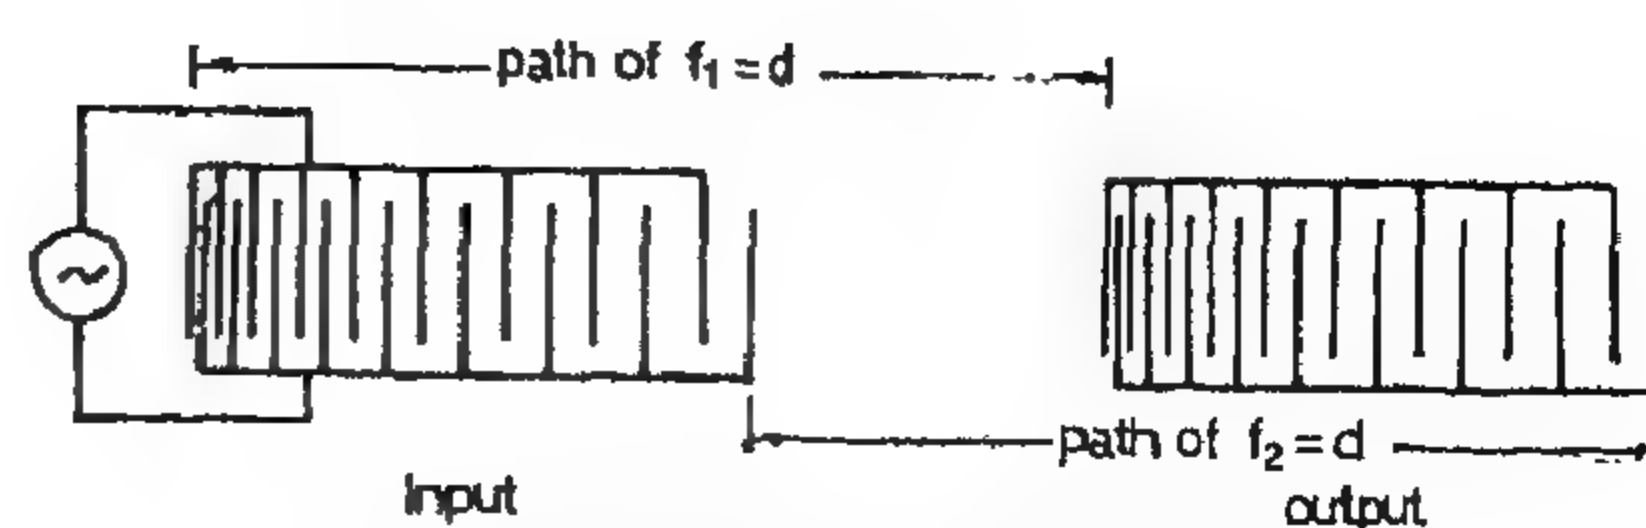 path of f₁ = d
path of f₂ = d
Input
output